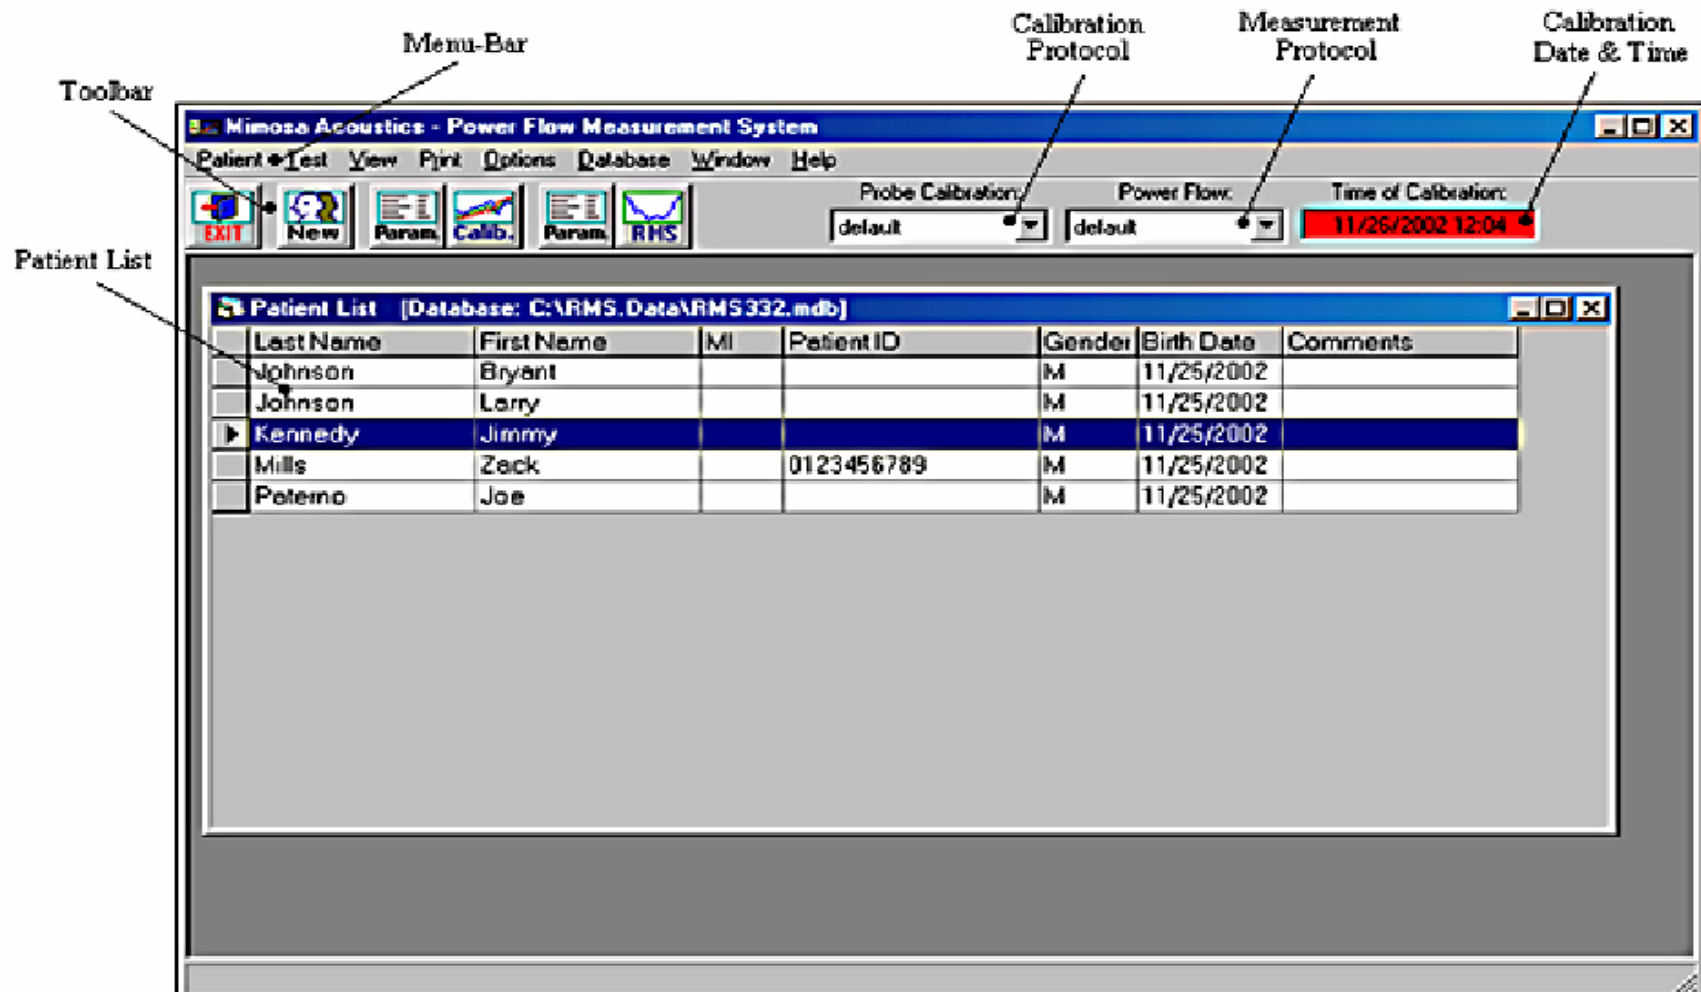 Menu-Bar
Calibration
Protocol
Measurement
Protocol
Calibration
Date & Time
Toolbar
Mimosa Acoustics - Power Flow Measurement System
Patient Test View Print Options Database Window Help
Probe Calibration: Power Flow: Time of Calibration:
default default 11/26/2002 12:04
EXIT New Param. Calib. Param. RHS
Patient List
Patient List [Database: C:\RMS.Data\RMS332.mdb]
Last Name First Name MI Patient ID Gender Birth Date Comments
Johnson Bryant M 11/25/2002
Johnson Larry M 11/25/2002
Kennedy Jimmy M 11/25/2002
Mills Zack 0123456789 M 11/25/2002
Paterno Joe M 11/25/2002